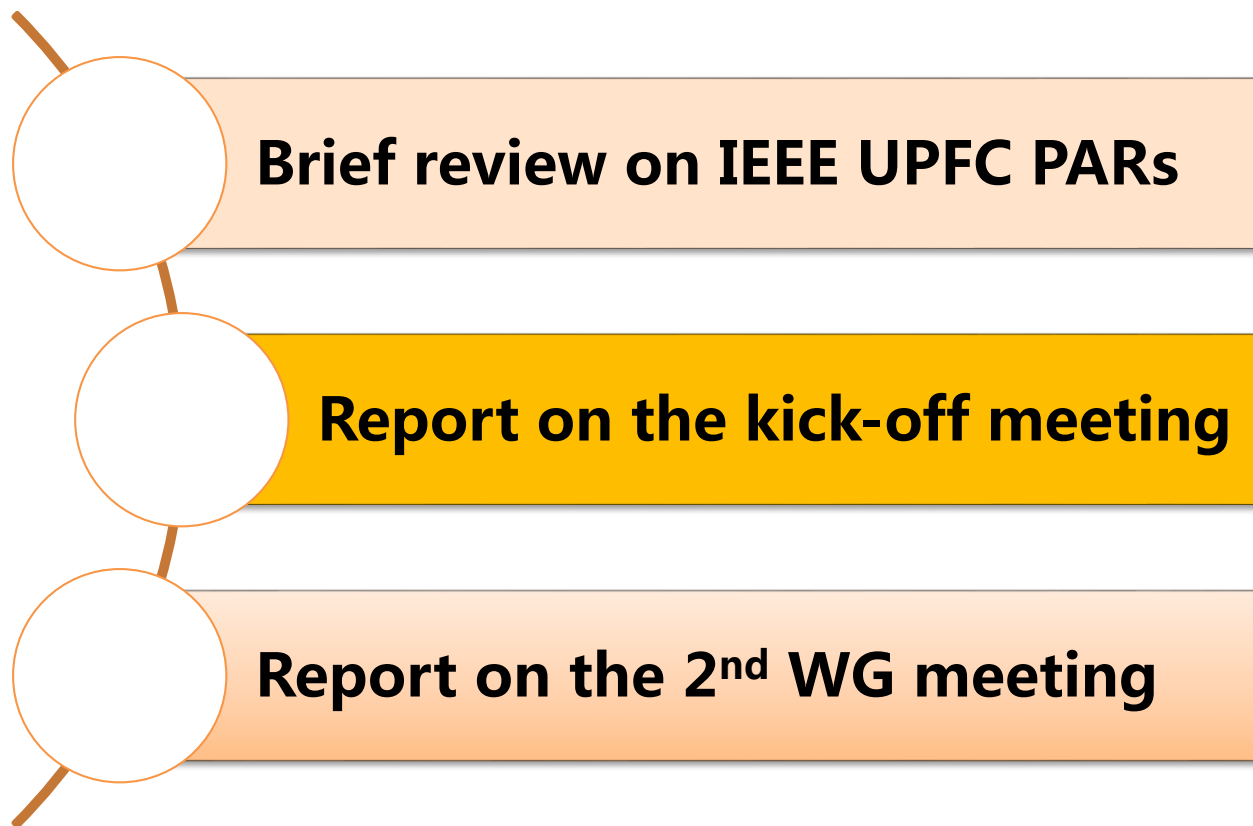 Brief review on IEEE UPFC PARs
Report on the kick-off meeting
Report on the 2nd WG meeting